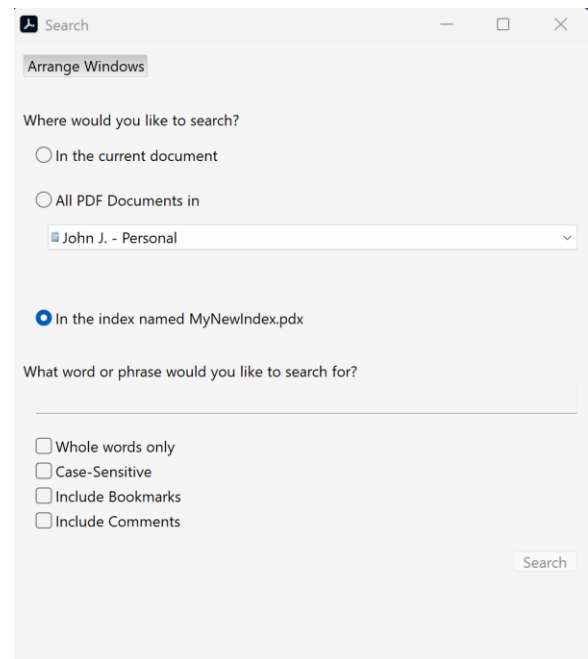 Search
Arrange Windows
Where would you like to search?
In the current document
All PDF Documents in
John J. - Personal
In the index named MyNewIndex.pdx
What word or phrase would you like to search for?
Whole words only
Case-Sensitive
Include Bookmarks
Include Comments
Search